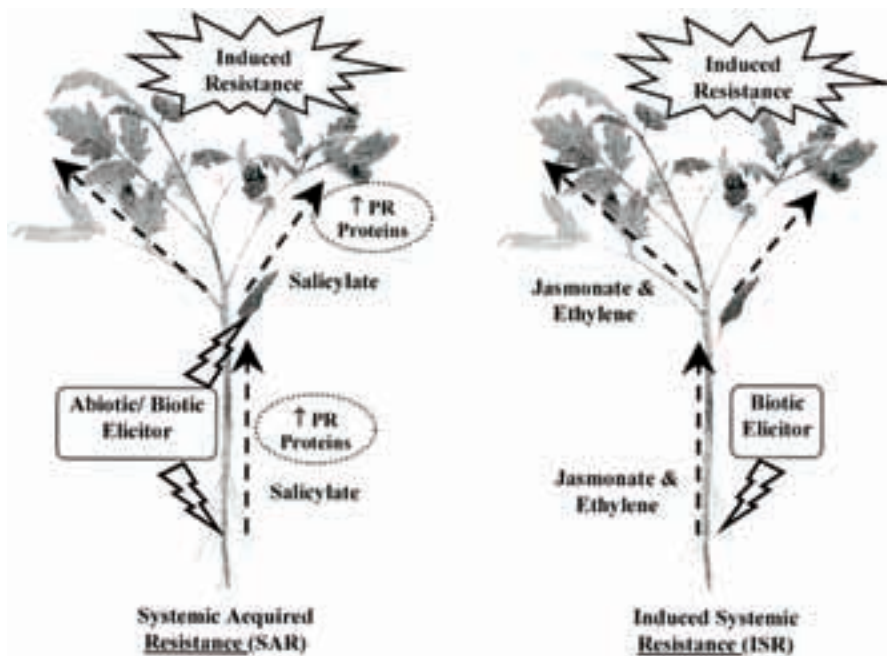 Induced
Resistance
↑ PR
Proteins
Salicylate
Abiotic/ Biotic
Elicitor
↑ PR
Proteins
Salicylate
Systemic Acquired
Resistance (SAR)
Induced
Resistance
Jasmonate &
Ethylene
Biotic
Elicitor
Jasmonate &
Ethylene
Induced Systemic
Resistance (ISR)